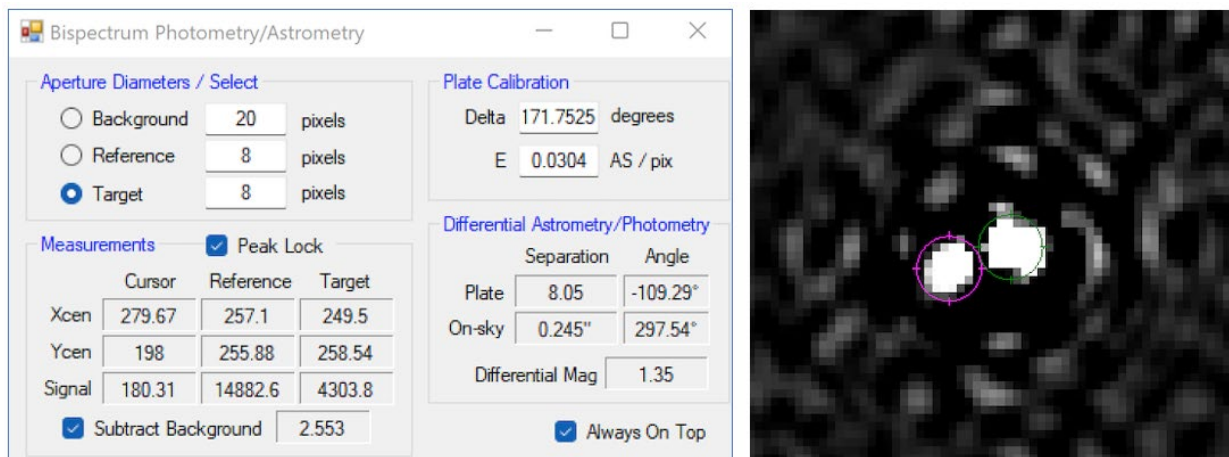 Bispectrum Photometry/Astrometry
Aperture Diameters / Select
Background 20 pixels
Reference 8 pixels
Target 8 pixels
Measurements Peak Lock
Cursor Reference Target
Xcen 279.67 257.1 249.5
Ycen 198 255.88 258.54
Signal 180.31 14882.6 4303.8
Subtract Background 2.553
Plate Calibration
Delta 171.7525 degrees
E 0.0304 AS / pix
Differential Astrometry/Photometry
Separation Angle
Plate 8.05 -109.29°
On-sky 0.245" 297.54°
Differential Mag 1.35
Always On Top